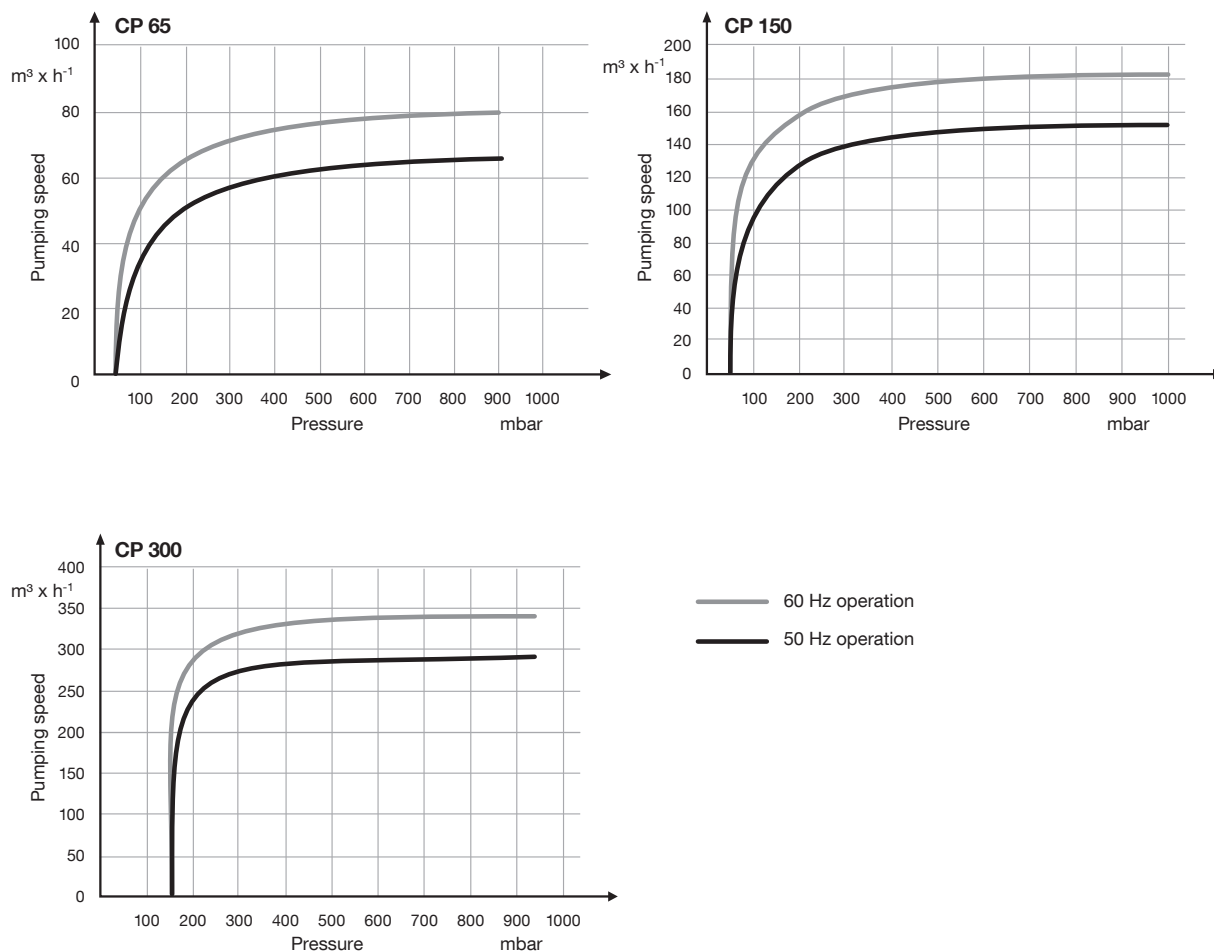 CP 65
100
m³ x h⁻¹
80
60
40
20
0
Pumping speed
100 200 300 400 500 600 700 800 900 1000
Pressure mbar
CP 150
200
m³ x h⁻¹
180
160
140
120
100
80
60
40
20
0
Pumping speed
100 200 300 400 500 600 700 800 900 1000
Pressure mbar
CP 300
400
m³ x h⁻¹
350
300
250
200
150
100
50
0
Pumping speed
100 200 300 400 500 600 700 800 900 1000
Pressure mbar
60 Hz operation
50 Hz operation